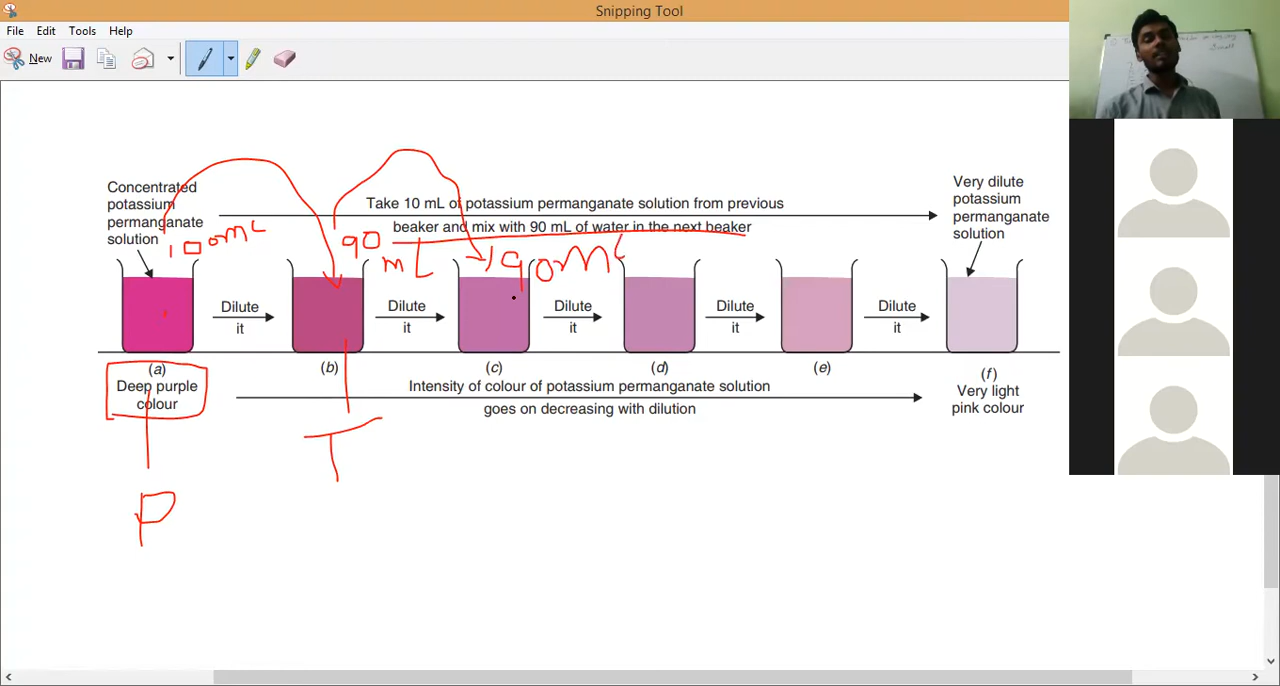 Snipping Tool
File Edit Tools Help
New
Concentrated
potassium
permanganate
solution
Take 10 mL of potassium permanganate solution from previous
beaker and mix with 90 mL of water in the next beaker
Very dilute
potassium
permanganate
solution
100mL
90
mL
90mL
Dilute
it
Dilute
it
Dilute
it
Dilute
it
Dilute
it
(a)
Deep purple
colour
(b)
(c)
(d)
(e)
(f)
Very light
pink colour
Intensity of colour of potassium permanganate solution
goes on decreasing with dilution
P
T